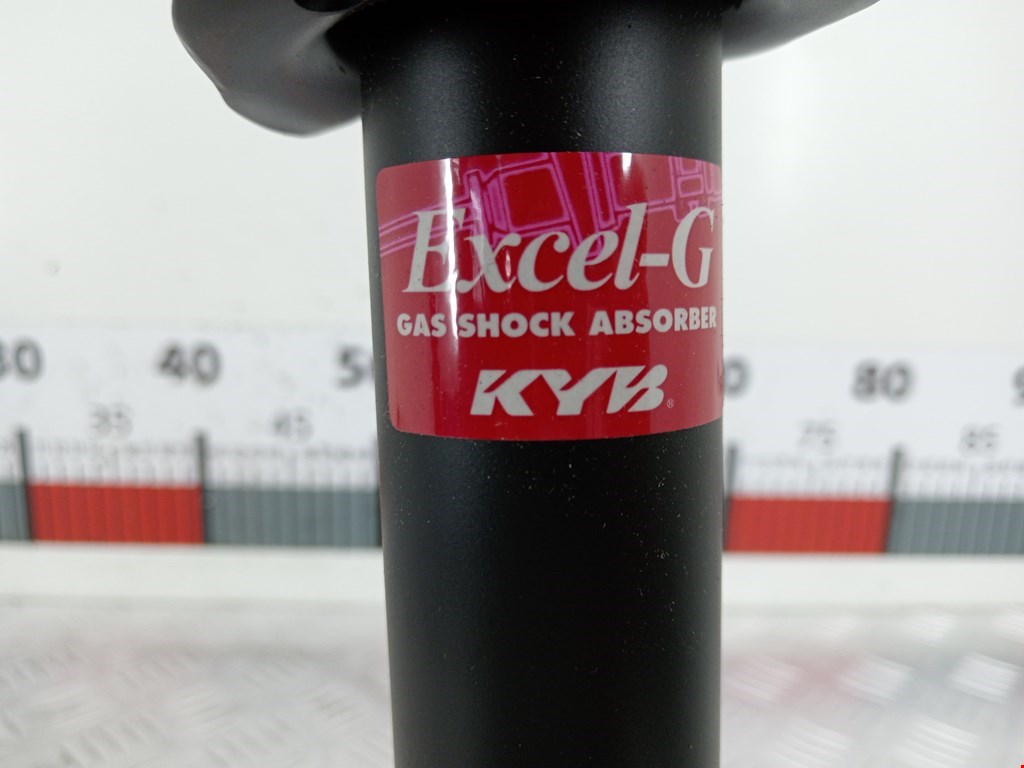 Excel-G
GAS SHOCK ABSORBER
KYB®
40
80
35
45
75
85